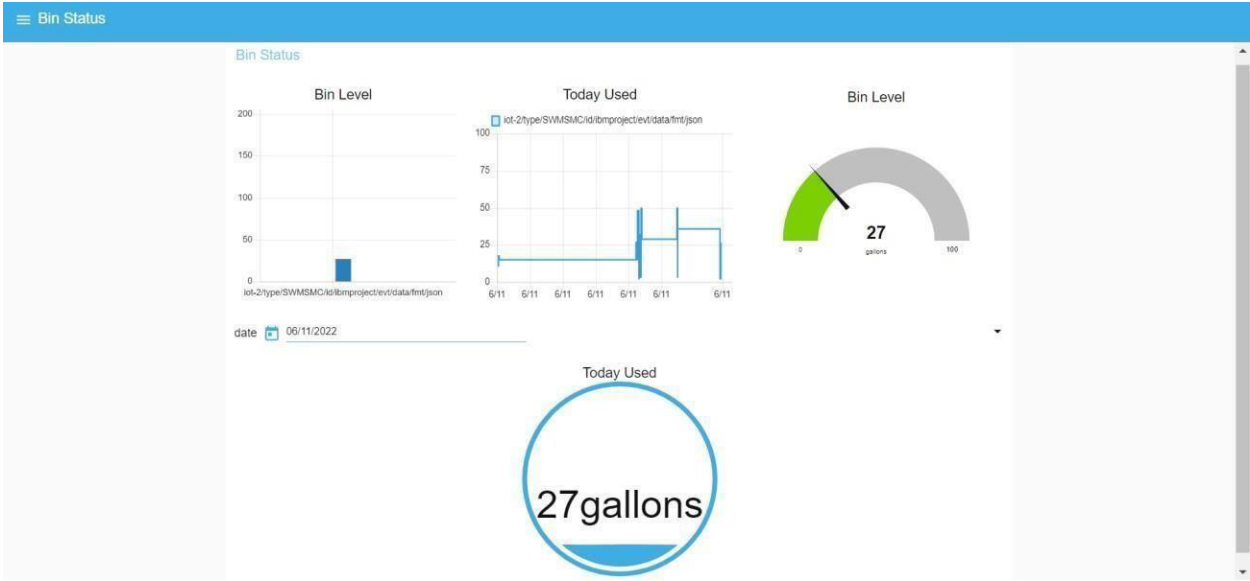 Bin Status
Bin Status
Bin Level
200
150
100
50
0
iot-2/type/SWMSMC/id/ibmproject/evt/data/fmt/json
Today Used
iot-2/type/SWMSMC/id/ibmproject/evt/data/fmt/json
100
75
50
25
0
6/11 6/11 6/11 6/11 6/11 6/11 6/11
Bin Level
27
gallons
0 100
date 06/11/2022
Today Used
27gallons